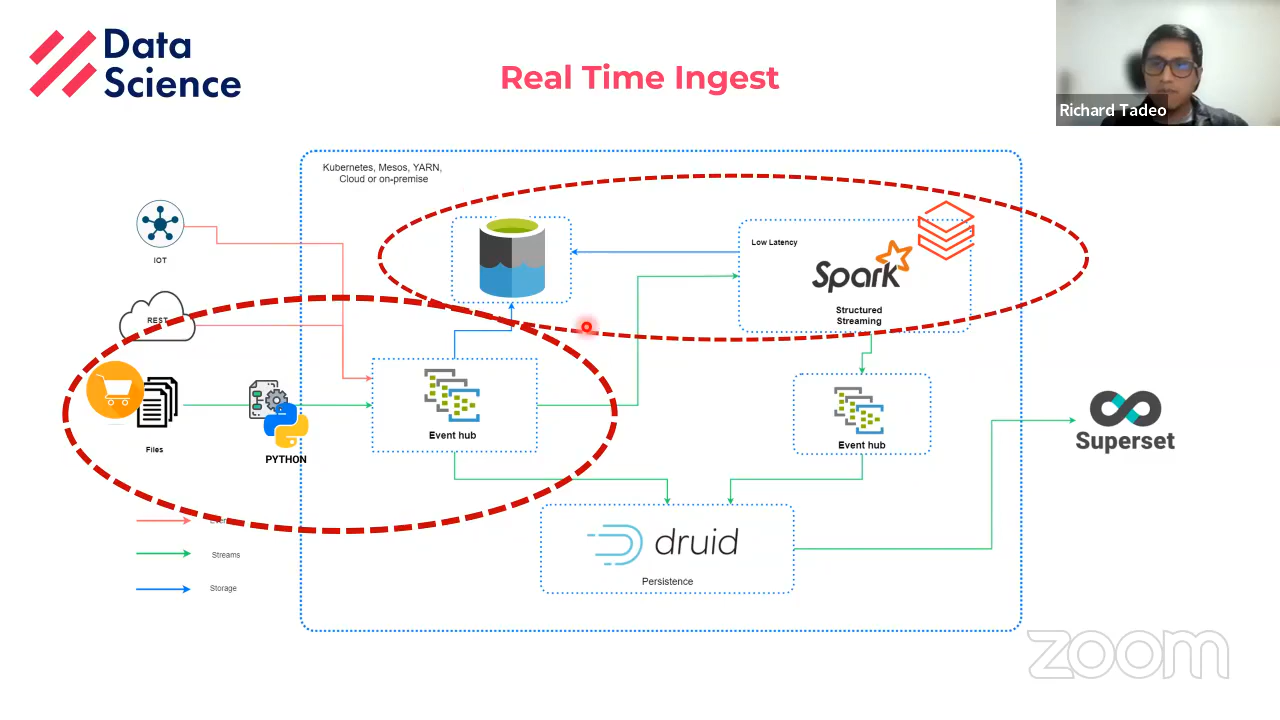 Data
Science
Real Time Ingest
Richard Tadeo
Kubernetes, Mesos, YARN,
Cloud or on-premise
IOT
REST
Low Latency
Spark
Structured
Streaming
Files
PYTHON
Event hub
Event hub
Superset
druid
Persistence
Streams
Storage
zoom